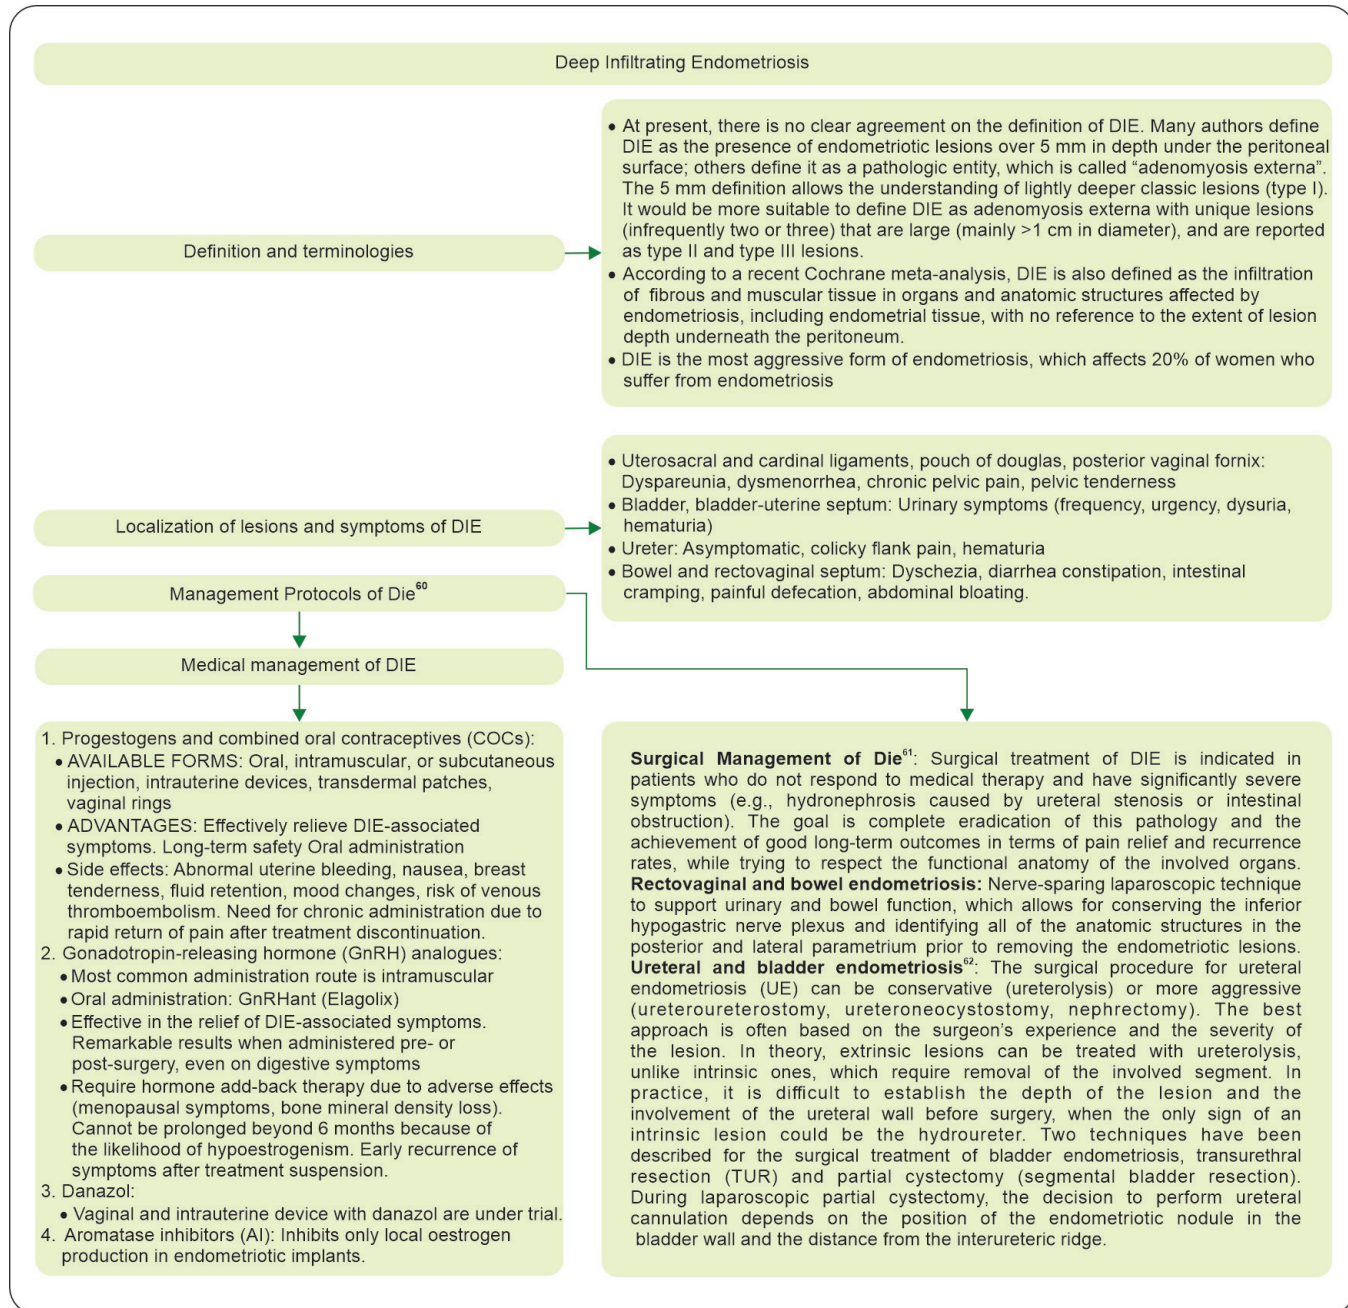 Deep Infiltrating Endometriosis
Definition and terminologies
• At present, there is no clear agreement on the definition of DIE. Many authors define
DIE as the presence of endometriotic lesions over 5 mm in depth under the peritoneal
surface; others define it as a pathologic entity, which is called “adenomyosis externa”.
The 5 mm definition allows the understanding of lightly deeper classic lesions (type I).
It would be more suitable to define DIE as adenomyosis externa with unique lesions
(infrequently two or three) that are large (mainly >1 cm in diameter), and are reported
as type II and type III lesions.
• According to a recent Cochrane meta-analysis, DIE is also defined as the infiltration
of fibrous and muscular tissue in organs and anatomic structures affected by
endometriosis, including endometrial tissue, with no reference to the extent of lesion
depth underneath the peritoneum.
• DIE is the most aggressive form of endometriosis, which affects 20% of women who
suffer from endometriosis
Localization of lesions and symptoms of DIE
• Uterosacral and cardinal ligaments, pouch of douglas, posterior vaginal fornix:
Dyspareunia, dysmenorrhea, chronic pelvic pain, pelvic tenderness
• Bladder, bladder-uterine septum: Urinary symptoms (frequency, urgency, dysuria,
hematuria)
• Ureter: Asymptomatic, colicky flank pain, hematuria
• Bowel and rectovaginal septum: Dyschezia, diarrhea constipation, intestinal
cramping, painful defecation, abdominal bloating.
Management Protocols of Die60
Medical management of DIE
1. Progestogens and combined oral contraceptives (COCs):
• AVAILABLE FORMS: Oral, intramuscular, or subcutaneous
injection, intrauterine devices, transdermal patches,
vaginal rings
• ADVANTAGES: Effectively relieve DIE-associated
symptoms. Long-term safety Oral administration
• Side effects: Abnormal uterine bleeding, nausea, breast
tenderness, fluid retention, mood changes, risk of venous
thromboembolism. Need for chronic administration due to
rapid return of pain after treatment discontinuation.
2. Gonadotropin-releasing hormone (GnRH) analogues:
• Most common administration route is intramuscular
• Oral administration: GnRHant (Elagolix)
• Effective in the relief of DIE-associated symptoms.
Remarkable results when administered pre- or
post-surgery, even on digestive symptoms
• Require hormone add-back therapy due to adverse effects
(menopausal symptoms, bone mineral density loss).
Cannot be prolonged beyond 6 months because of
the likelihood of hypoestrogenism. Early recurrence of
symptoms after treatment suspension.
3. Danazol:
• Vaginal and intrauterine device with danazol are under trial.
4. Aromatase inhibitors (AI): Inhibits only local oestrogen
production in endometriotic implants.
Surgical Management of Die61: Surgical treatment of DIE is indicated in
patients who do not respond to medical therapy and have significantly severe
symptoms (e.g., hydronephrosis caused by ureteral stenosis or intestinal
obstruction). The goal is complete eradication of this pathology and the
achievement of good long-term outcomes in terms of pain relief and recurrence
rates, while trying to respect the functional anatomy of the involved organs.
Rectovaginal and bowel endometriosis: Nerve-sparing laparoscopic technique
to support urinary and bowel function, which allows for conserving the inferior
hypogastric nerve plexus and identifying all of the anatomic structures in the
posterior and lateral parametrium prior to removing the endometriotic lesions.
Ureteral and bladder endometriosis62: The surgical procedure for ureteral
endometriosis (UE) can be conservative (ureterolysis) or more aggressive
(ureteroureterostomy, ureteroneocystostomy, nephrectomy). The best
approach is often based on the surgeon’s experience and the severity of
the lesion. In theory, extrinsic lesions can be treated with ureterolysis,
unlike intrinsic ones, which require removal of the involved segment. In
practice, it is difficult to establish the depth of the lesion and the
involvement of the ureteral wall before surgery, when the only sign of an
intrinsic lesion could be the hydroureter. Two techniques have been
described for the surgical treatment of bladder endometriosis, transurethral
resection (TUR) and partial cystectomy (segmental bladder resection).
During laparoscopic partial cystectomy, the decision to perform ureteral
cannulation depends on the position of the endometriotic nodule in the
bladder wall and the distance from the interureteric ridge.